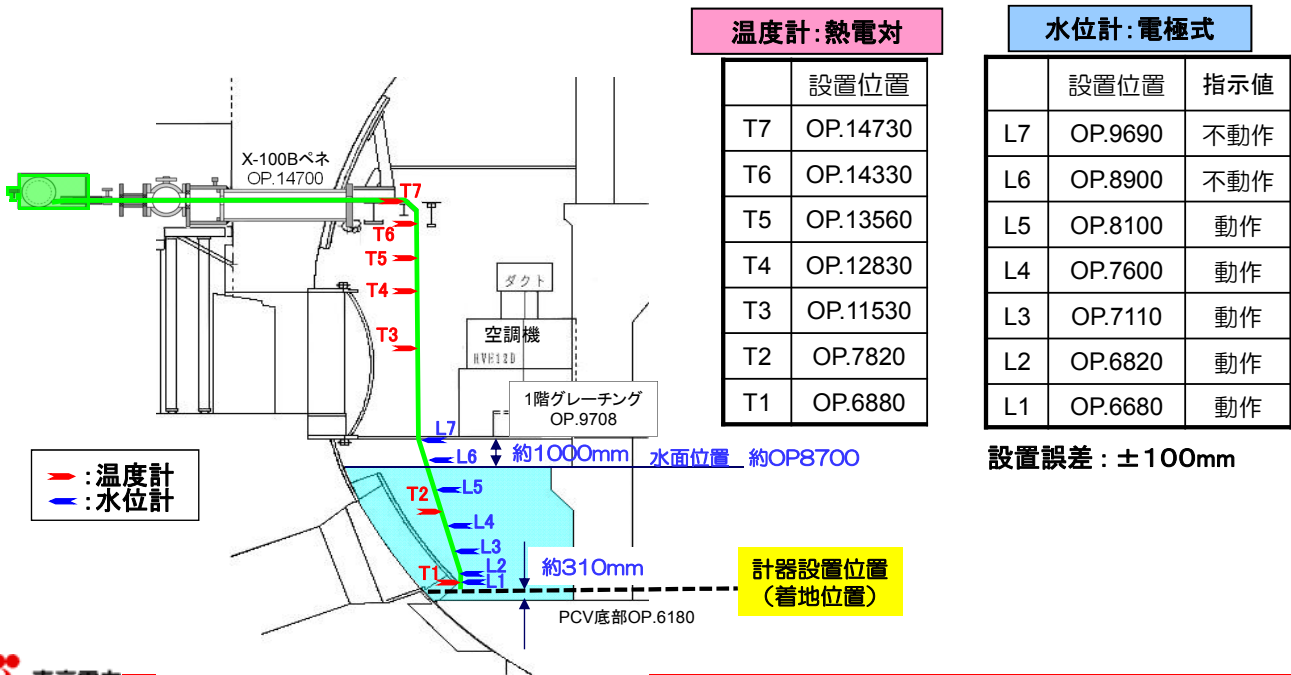 温度計：熱電対
設置位置
T7 OP.14730
T6 OP.14330
T5 OP.13560
T4 OP.12830
T3 OP.11530
T2 OP.7820
T1 OP.6880
水位計：電極式
設置位置 指示値
L7 OP.9690 不動作
L6 OP.8900 不動作
L5 OP.8100 動作
L4 OP.7600 動作
L3 OP.7110 動作
L2 OP.6820 動作
L1 OP.6680 動作
設置誤差：±100mm
X-100Bペネ
OP.14700
T7
T6
T5
T4
T3
ダクト
空調機
HVH12D
1階グレーチング
OP.9708
L7
L6
約1000mm
水面位置 約OP8700
L5
T2
L4
L3
L2
T1
L1
約310mm
PCV底部OP.6180
計器設置位置
（着地位置）
：温度計
：水位計